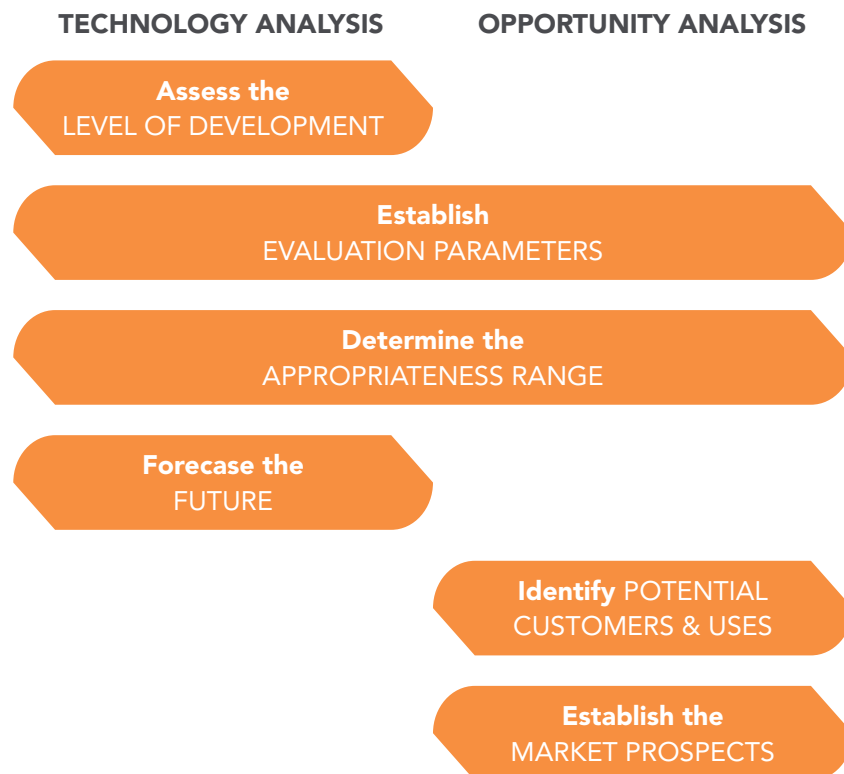 TECHNOLOGY ANALYSIS
OPPORTUNITY ANALYSIS
Assess the
LEVEL OF DEVELOPMENT
Establish
EVALUATION PARAMETERS
Determine the
APPROPRIATENESS RANGE
Forecase the
FUTURE
Identify POTENTIAL
CUSTOMERS & USES
Establish the
MARKET PROSPECTS